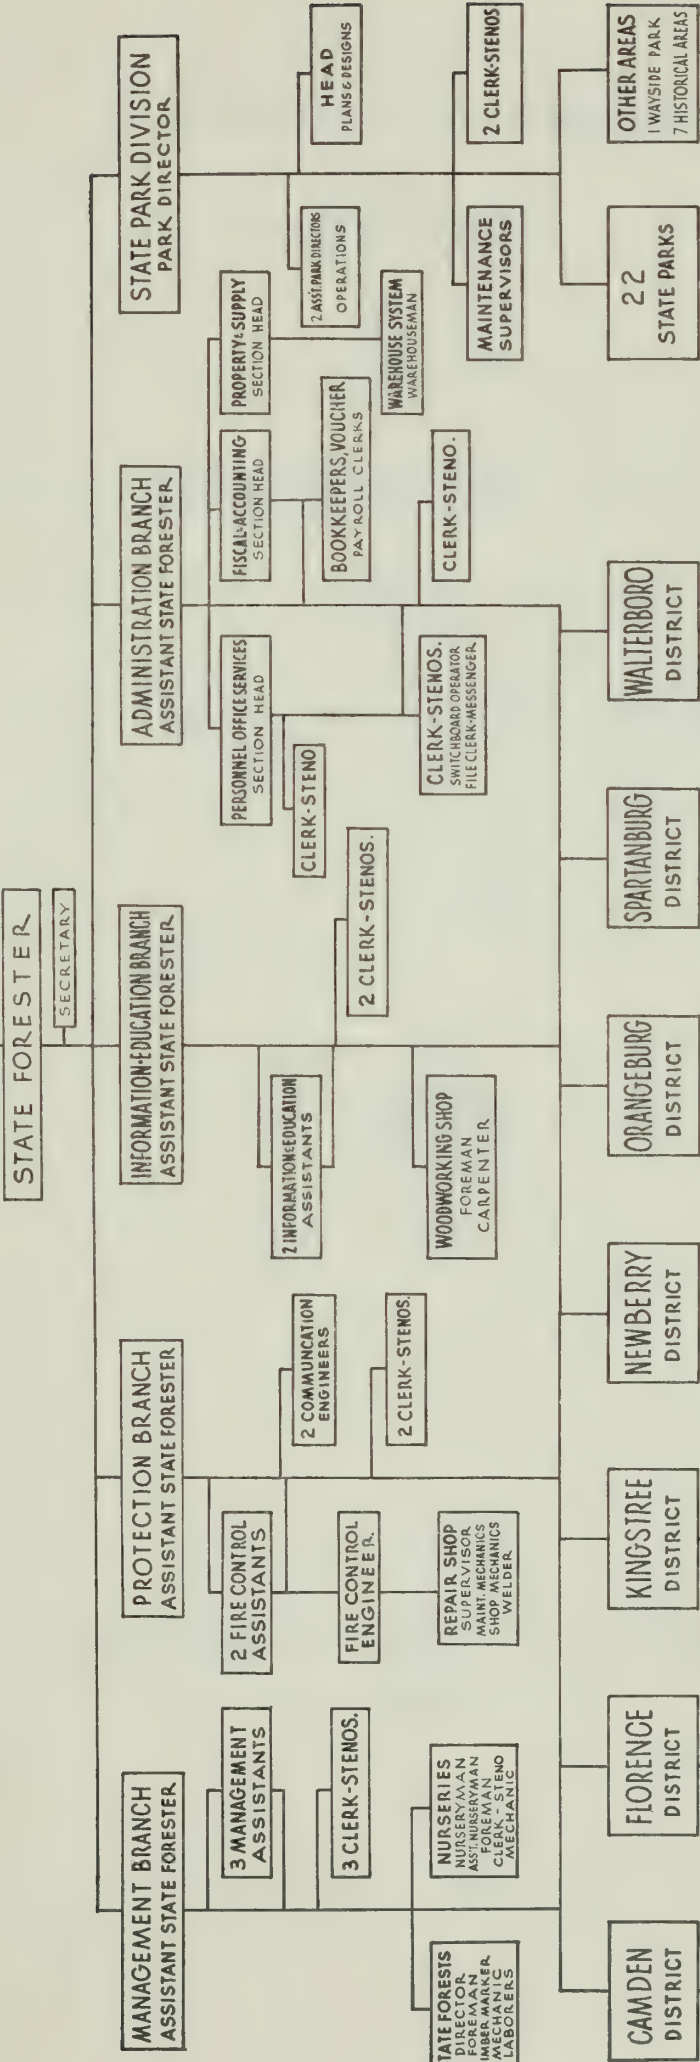 STATE FORESTER
SECRETARY
MANAGEMENT BRANCH
ASSISTANT STATE FORESTER
PROTECTION BRANCH
ASSISTANT STATE FORESTER
INFORMATION·EDUCATION BRANCH
ASSISTANT STATE FORESTER
ADMINISTRATION BRANCH
ASSISTANT STATE FORESTER
STATE PARK DIVISION
PARK DIRECTOR
3 MANAGEMENT
ASSISTANTS
3 CLERK-STENOS.
STATE FORESTS
DIRECTOR
FOREMAN
MARKER
MECHANIC
LABORERS
NURSERIES
NURSERYMAN
ASS'T. NURSERYMAN
FOREMAN
CLERK - STENO
MECHANIC
2 FIRE CONTROL
ASSISTANTS
2 COMMUNCATION
ENGINEERS
FIRE CONTROL
ENGINEER.
2 CLERK-STENOS.
REPAIR SHOP
SUPERVISOR
MAINT. MECHANICS
SHOP MECHANICS
WELDER
2 INFORMATION & EDUCATION
ASSISTANTS
2 CLERK-STENOS.
WOODWORKING SHOP
FOREMAN
CARPENTER
PERSONNEL OFFICE SERVICES
SECTION HEAD
FISCAL & ACCOUNTING
SECTION HEAD
PROPERTY & SUPPLY
SECTION HEAD
CLERK-STENO
BOOKKEEPERS, VOUCHER
PAYROLL CLERKS
WAREHOUSE SYSTEM
WAREHOUSEMAN
CLERK-STENOS.
SWITCHBOARD OPERATOR
FILE CLERK-MESSENGER
CLERK-STENO.
2 ASS'T. PARK DIRECTORS
OPERATIONS
HEAD
PLANS & DESIGNS
MAINTENANCE
SUPERVISORS
2 CLERK-STENOS
22
STATE PARKS
OTHER AREAS
1 WAYSIDE PARK
7 HISTORICAL AREAS
CAMDEN
DISTRICT
FLORENCE
DISTRICT
KINGSTREE
DISTRICT
NEWBERRY
DISTRICT
ORANGEBURG
DISTRICT
SPARTANBURG
DISTRICT
WALTERBORO
DISTRICT